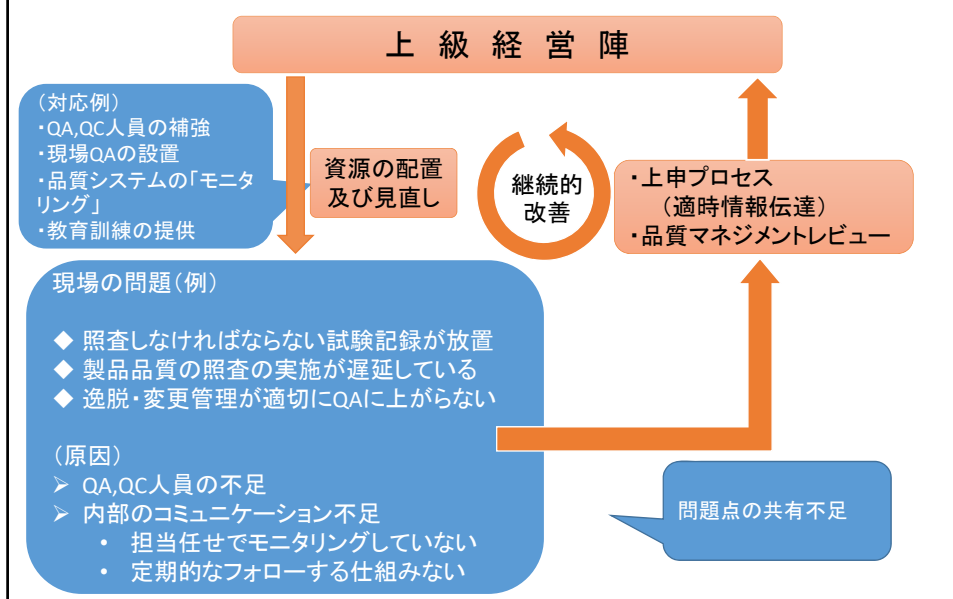 上 級 経 営 陣
（対応例）
・QA,QC人員の補強
・現場QAの設置
・品質システムの「モニタ
リング」
・教育訓練の提供
資源の配置
及び見直し
継続的
改善
・上申プロセス
（適時情報伝達）
・品質マネジメントレビュー
現場の問題（例）
◆ 照査しなければならない試験記録が放置
◆ 製品品質の照査の実施が遅延している
◆ 逸脱・変更管理が適切にQAに上がらない
（原因）
➢ QA,QC人員の不足
➢ 内部のコミュニケーション不足
• 担当任せでモニタリングしていない
• 定期的なフォローする仕組みない
問題点の共有不足